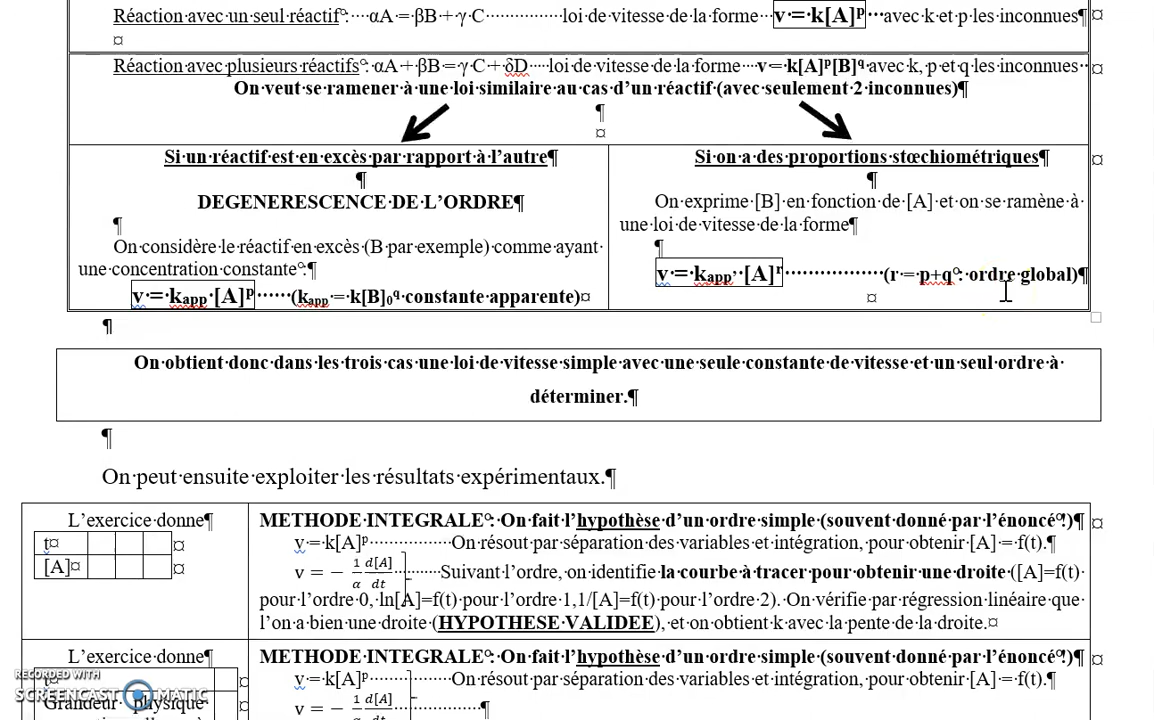 Réaction avec un seul réactif : αA = βB + γ C loi de vitesse de la forme v = k[A]ᵖ avec k et p les inconnues
Réaction avec plusieurs réactifs : αA + βB = γ C + δD loi de vitesse de la forme v = k[A]ᵖ[B]q avec k, p et q les inconnues
On veut se ramener à une loi similaire au cas d’un réactif (avec seulement 2 inconnues)
Si un réactif est en excès par rapport à l’autre
DEGENERESCENCE DE L’ORDRE
On considère le réactif en excès (B par exemple) comme ayant
une concentration constante :
v = kapp [A]ᵖ (kapp = k[B]₀q constante apparente)
Si on a des proportions stœchiométriques
On exprime [B] en fonction de [A] et on se ramène à
une loi de vitesse de la forme
v = kapp [A]ʳ (r = p+q : ordre global)
On obtient donc dans les trois cas une loi de vitesse simple avec une seule constante de vitesse et un seul ordre à
déterminer.
On peut ensuite exploiter les résultats expérimentaux.
L’exercice donne
t
[A]
METHODE INTEGRALE : On fait l’hypothèse d’un ordre simple (souvent donné par l’énoncé !)
v = k[A]ᵖ On résout par séparation des variables et intégration, pour obtenir [A] = f(t).
v = − 1/α d[A]/dt Suivant l’ordre, on identifie la courbe à tracer pour obtenir une droite ([A]=f(t)
pour l’ordre 0, ln[A]=f(t) pour l’ordre 1,1/[A]=f(t) pour l’ordre 2). On vérifie par régression linéaire que
l’on a bien une droite (HYPOTHESE VALIDEE), et on obtient k avec la pente de la droite.
L’exercice donne
Grandeur physique
METHODE INTEGRALE : On fait l’hypothèse d’un ordre simple (souvent donné par l’énoncé !)
v = k[A]ᵖ On résout par séparation des variables et intégration, pour obtenir [A] = f(t).
v = − 1/α d[A]/dt
RECORDED WITH
SCREENCAST MATIC